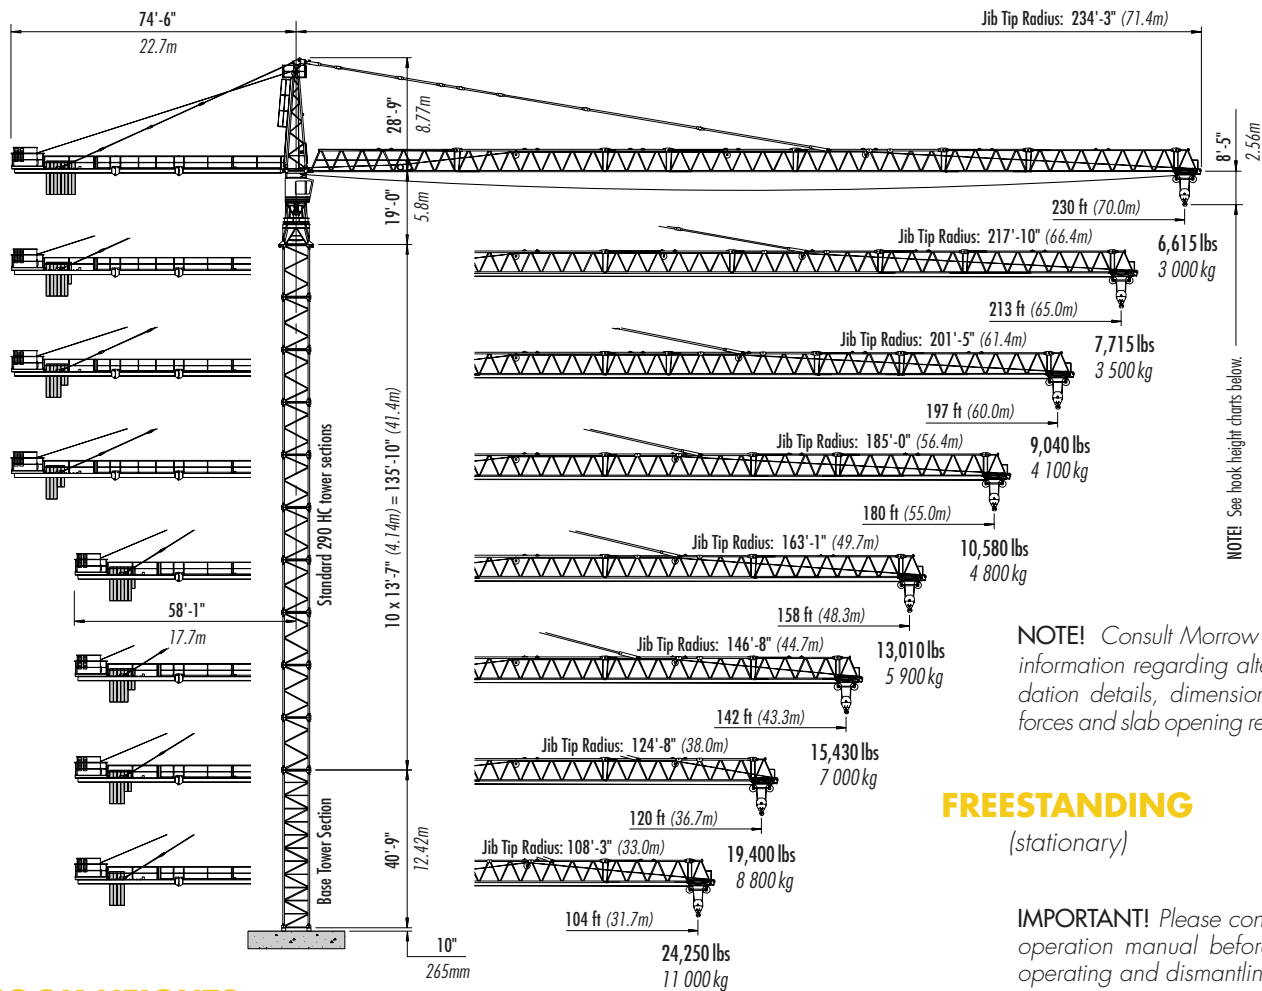 74'-6"
22.7m
Jib Tip Radius: 234'-3" (71.4m)
28'-9"
8.77m
8'-5"
2.56m
19'-0"
5.8m
230 ft (70.0m)
6,615 lbs
3 000 kg
Jib Tip Radius: 217'-10" (66.4m)
213 ft (65.0m)
7,715 lbs
3 500 kg
Jib Tip Radius: 201'-5" (61.4m)
197 ft (60.0m)
9,040 lbs
4 100 kg
Jib Tip Radius: 185'-0" (56.4m)
180 ft (55.0m)
10,580 lbs
4 800 kg
Jib Tip Radius: 163'-1" (49.7m)
158 ft (48.3m)
13,010 lbs
5 900 kg
Jib Tip Radius: 146'-8" (44.7m)
142 ft (43.3m)
15,430 lbs
7 000 kg
Jib Tip Radius: 124'-8" (38.0m)
120 ft (36.7m)
19,400 lbs
8 800 kg
Jib Tip Radius: 108'-3" (33.0m)
104 ft (31.7m)
24,250 lbs
11 000 kg
NOTE! See hook height charts below.
Standard 290 HC tower sections
10 x 13'-7" (4.14m) = 135'-10" (41.4m)
58'-1"
17.7m
Base Tower Section
40'-9"
12.42m
10"
265mm
NOTE! Consult Morrow
information regarding alte
dation details, dimension
forces and slab opening re
FREESTANDING
(stationary)
IMPORTANT! Please con
operation manual before
operating and dismantlin